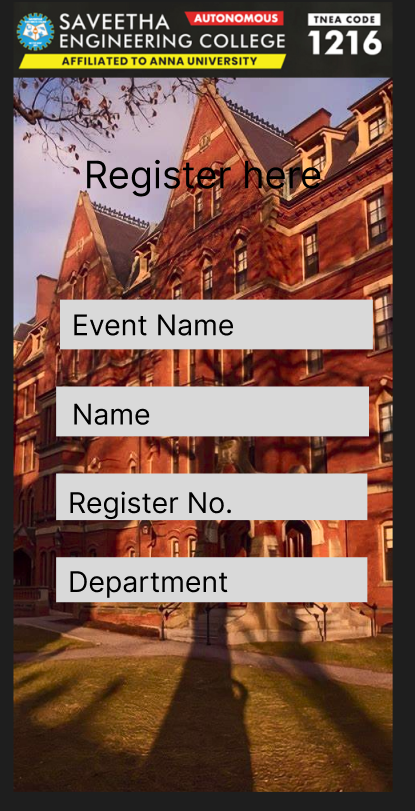 SAVEETHA AUTONOMOUS
ENGINEERING COLLEGE
AFFILIATED TO ANNA UNIVERSITY
TNEA CODE
1216
Register here
Event Name
Name
Register No.
Department